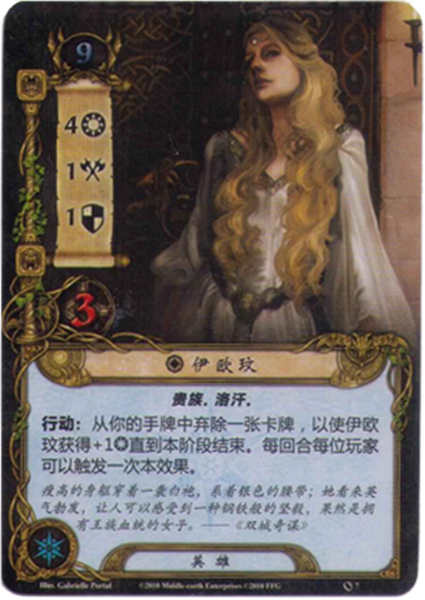 9
4
1
1
3
伊欧玟
贵族. 洛汗.
行动: 从你的手牌中弃除一张卡牌，以使伊欧
玟获得+1 直到本阶段结束。每回合每位玩家
可以触发一次本效果。
瘦高的身躯穿着一袭白袍，系着银色的腰带；她看来英
气勃发，让人可以感受到一种钢铁般的坚毅，果然是拥
有王族血统的女子。——《双城奇谋》
英雄
Illus. Gabrielle Portal ©2010 Middle-earth Enterprises ©2010 FFG 7